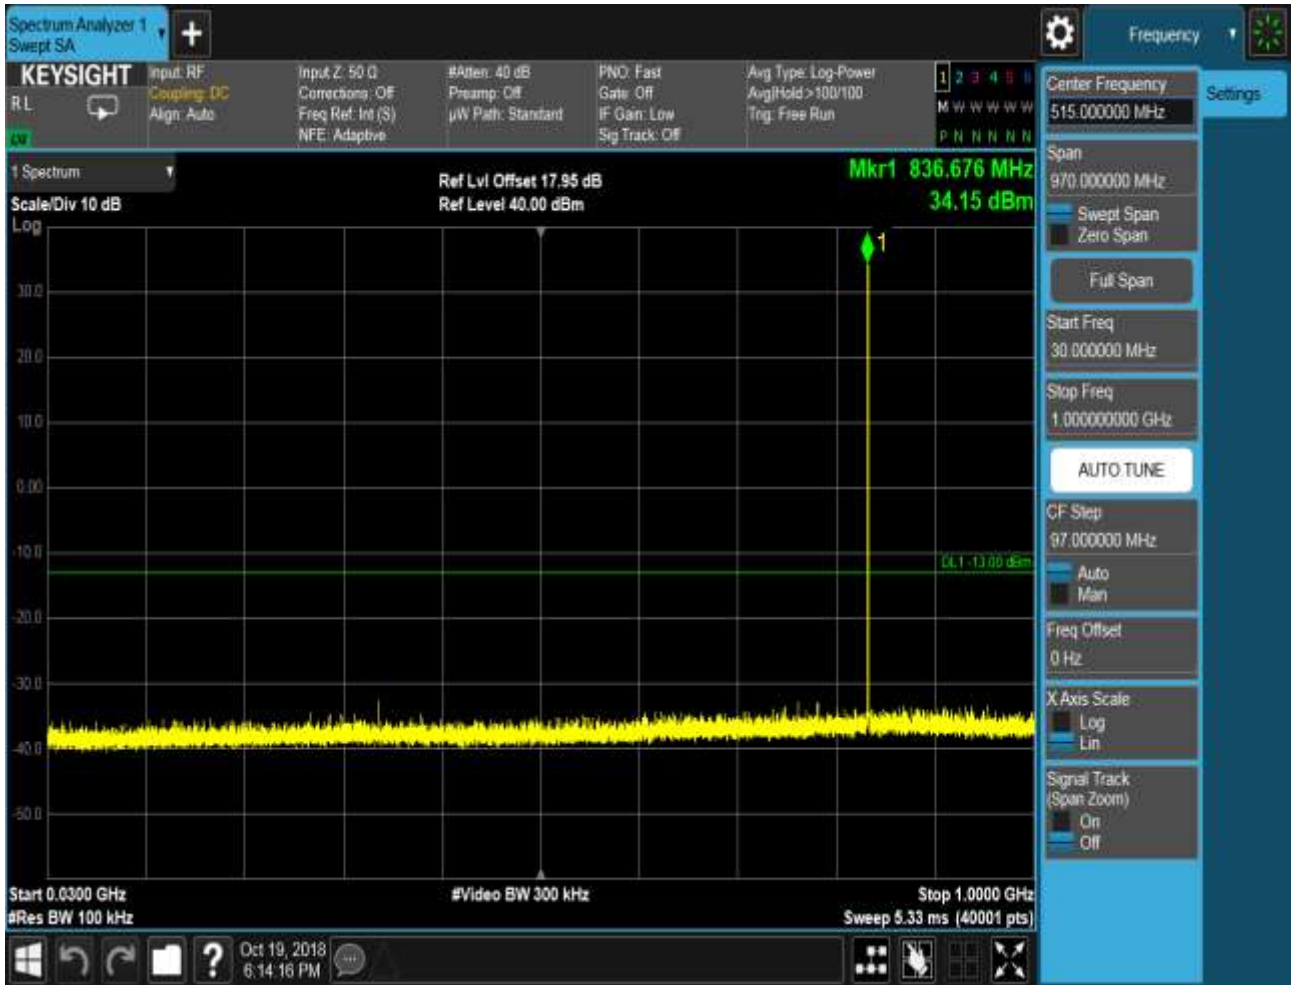 Spectrum Analyzer 1
Swept SA
+
Frequency
KEYSIGHT
R L
Input: RF
Coupling: DC
Align: Auto
Input Z: 50 Ω
Corrections: Off
Freq Ref: Int (S)
NFE: Adaptive
#Atten: 40 dB
Preamp: Off
µW Path: Standard
PNO: Fast
Gate: Off
IF Gain: Low
Sig Track: Off
Avg Type: Log-Power
Avg|Hold:>100/100
Trig: Free Run
1 2 3 4 5 6
M W W W W W
P N N N N N
1 Spectrum
Scale/Div 10 dB
Log
Ref Lvl Offset 17.95 dB
Ref Level 40.00 dBm
Mkr1 836.676 MHz
34.15 dBm
1
30.0
20.0
10.0
0.00
-10.0
DL1 -13.00 dBm
-20.0
-30.0
-40.0
-50.0
Start 0.0300 GHz
#Res BW 100 kHz
#Video BW 300 kHz
Stop 1.0000 GHz
Sweep 5.33 ms (40001 pts)
Center Frequency
515.000000 MHz
Settings
Span
970.000000 MHz
Swept Span
Zero Span
Full Span
Start Freq
30.000000 MHz
Stop Freq
1.000000000 GHz
AUTO TUNE
CF Step
97.000000 MHz
Auto
Man
Freq Offset
0 Hz
X Axis Scale
Log
Lin
Signal Track
(Span Zoom)
On
Off
?
Oct 19, 2018
6:14:16 PM